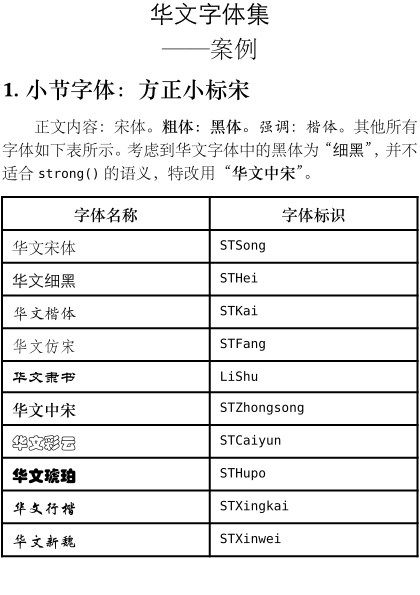 华文字体集
——案例
1. 小节字体：方正小标宋
正文内容：宋体。粗体：黑体。强调：楷体。其他所有
字体如下表所示。考虑到华文字体中的黑体为“细黑”，并不
适合 strong() 的语义，特改用“华文中宋”。
字体名称 字体标识
华文宋体 STSong
华文细黑 STHei
华文楷体 STKai
华文仿宋 STFang
华文隶书 LiShu
华文中宋 STZhongsong
华文彩云 STCaiyun
华文琥珀 STHupo
华文行楷 STXingkai
华文新魏 STXinwei